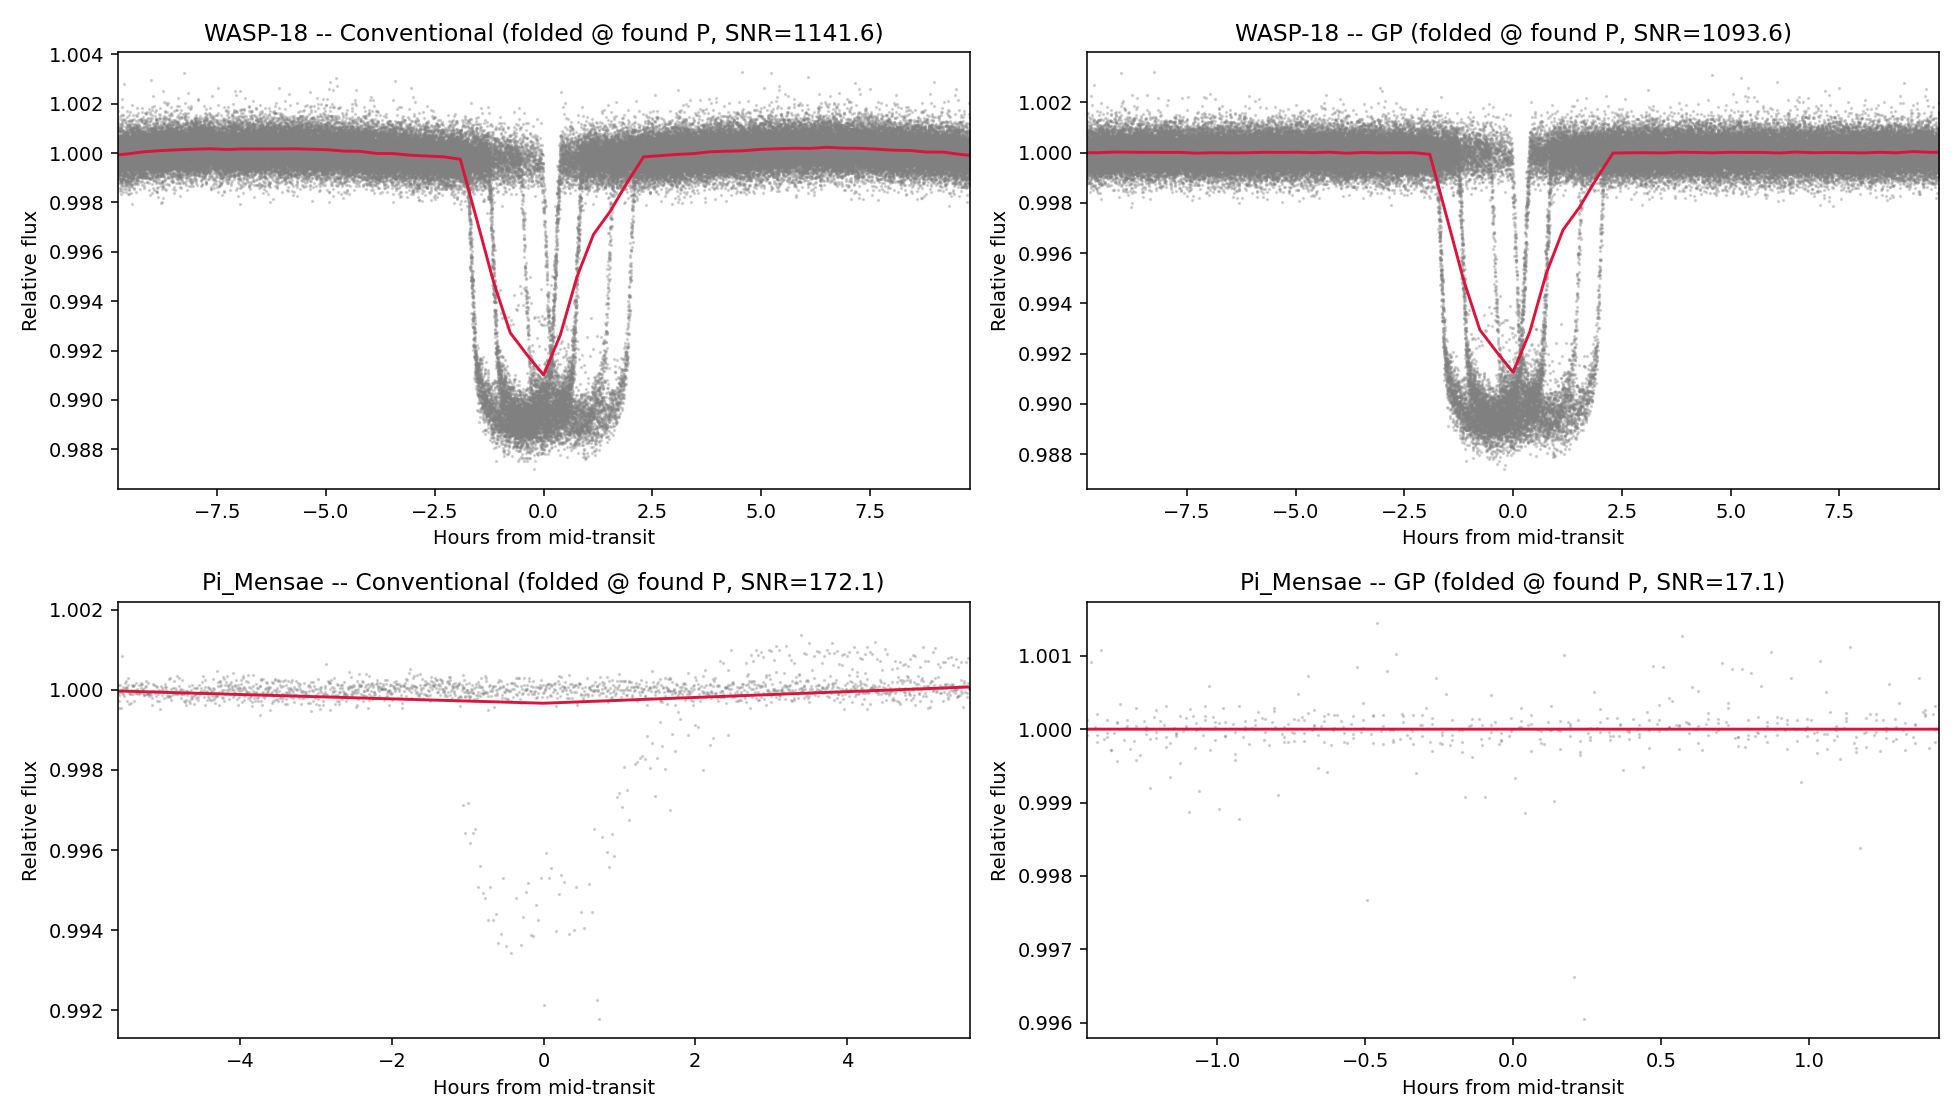 WASP-18 -- Conventional (folded @ found P, SNR=1141.6)
1.004
1.002
1.000
0.998
0.996
0.994
0.992
0.990
0.988
Relative flux
−7.5 −5.0 −2.5 0.0 2.5 5.0 7.5
Hours from mid-transit
WASP-18 -- GP (folded @ found P, SNR=1093.6)
1.002
1.000
0.998
0.996
0.994
0.992
0.990
0.988
Relative flux
−7.5 −5.0 −2.5 0.0 2.5 5.0 7.5
Hours from mid-transit
Pi_Mensae -- Conventional (folded @ found P, SNR=172.1)
1.002
1.000
0.998
0.996
0.994
0.992
Relative flux
−4 −2 0 2 4
Hours from mid-transit
Pi_Mensae -- GP (folded @ found P, SNR=17.1)
1.001
1.000
0.999
0.998
0.997
0.996
Relative flux
−1.0 −0.5 0.0 0.5 1.0
Hours from mid-transit